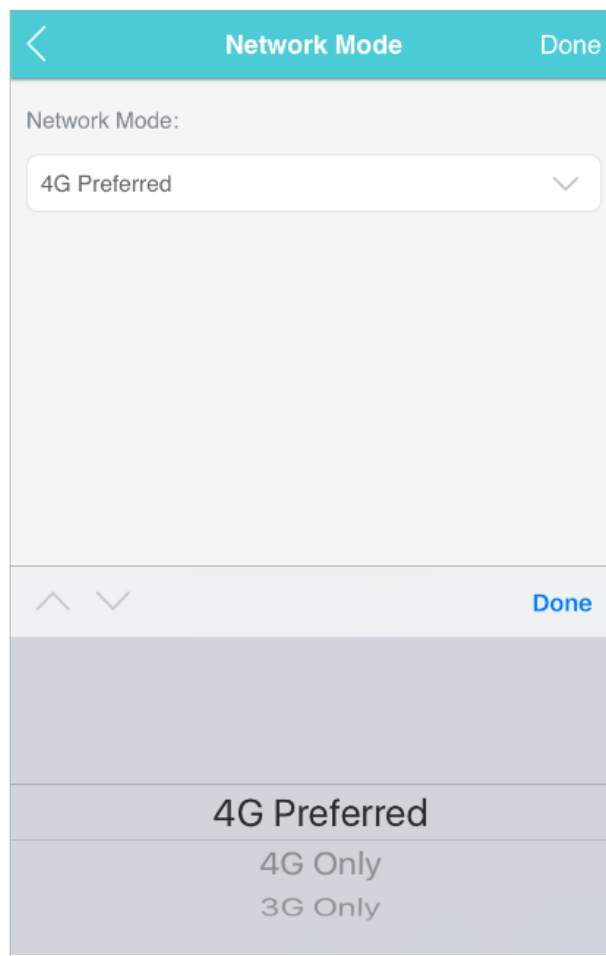 Network Mode Done
Network Mode:
4G Preferred
Done
4G Preferred
4G Only
3G Only